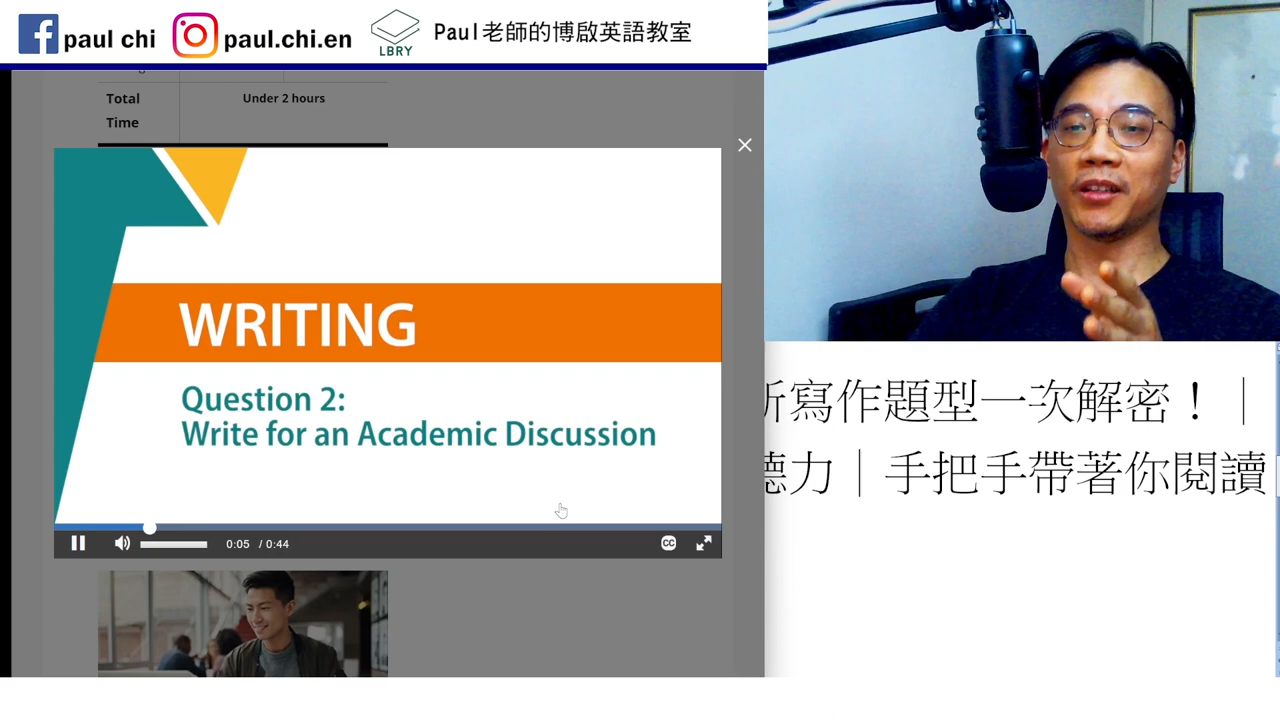 paul chi
paul.chi.en
LBRY
Paul老師的博啟英語教室
Total
Time
Under 2 hours
WRITING
Question 2:
Write for an Academic Discussion
0:05 / 0:44
CC
寫作題型一次解密！｜
力｜手把手帶著你閱讀